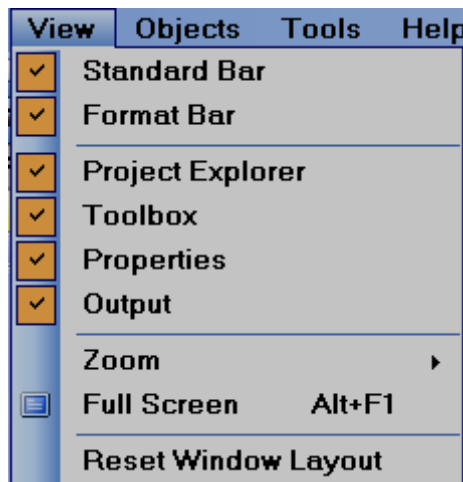 View Objects Tools Help
Standard Bar
Format Bar
Project Explorer
Toolbox
Properties
Output
Zoom
Full Screen Alt+F1
Reset Window Layout